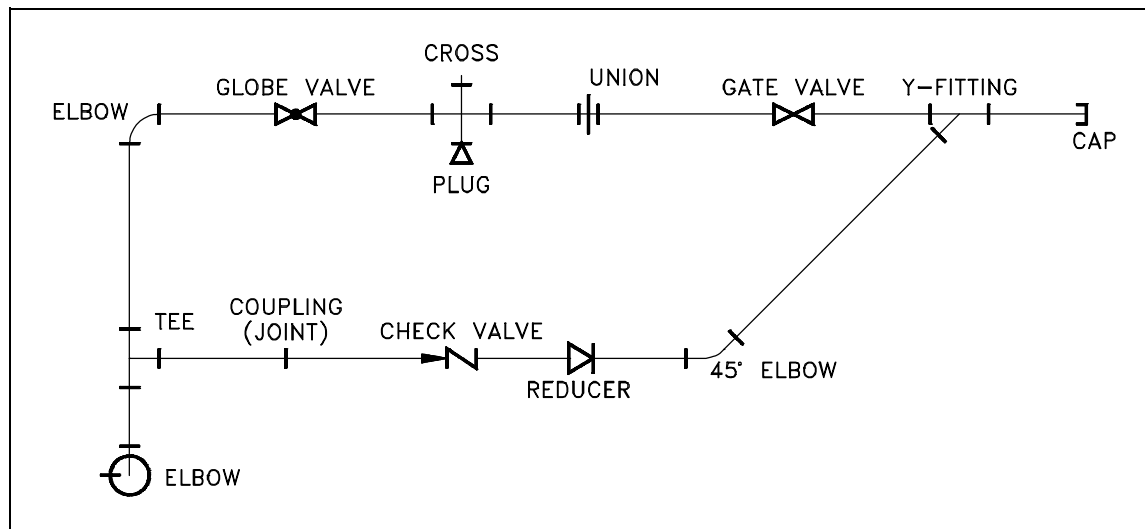 CROSS
UNION
GLOBE VALVE
GATE VALVE
Y-FITTING
ELBOW
CAP
PLUG
TEE
COUPLING
(JOINT)
CHECK VALVE
REDUCER
45° ELBOW
ELBOW